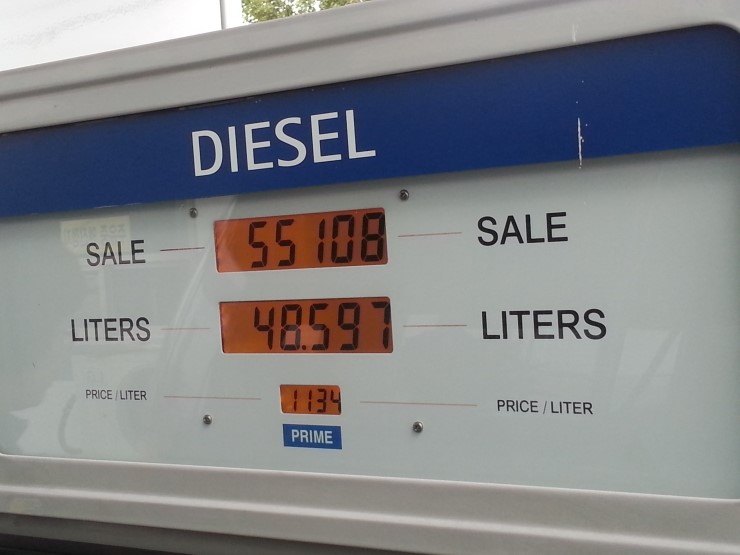 DIESEL
SALE 55108 SALE
LITERS 48.597 LITERS
PRICE / LITER 1134 PRICE / LITER
PRIME